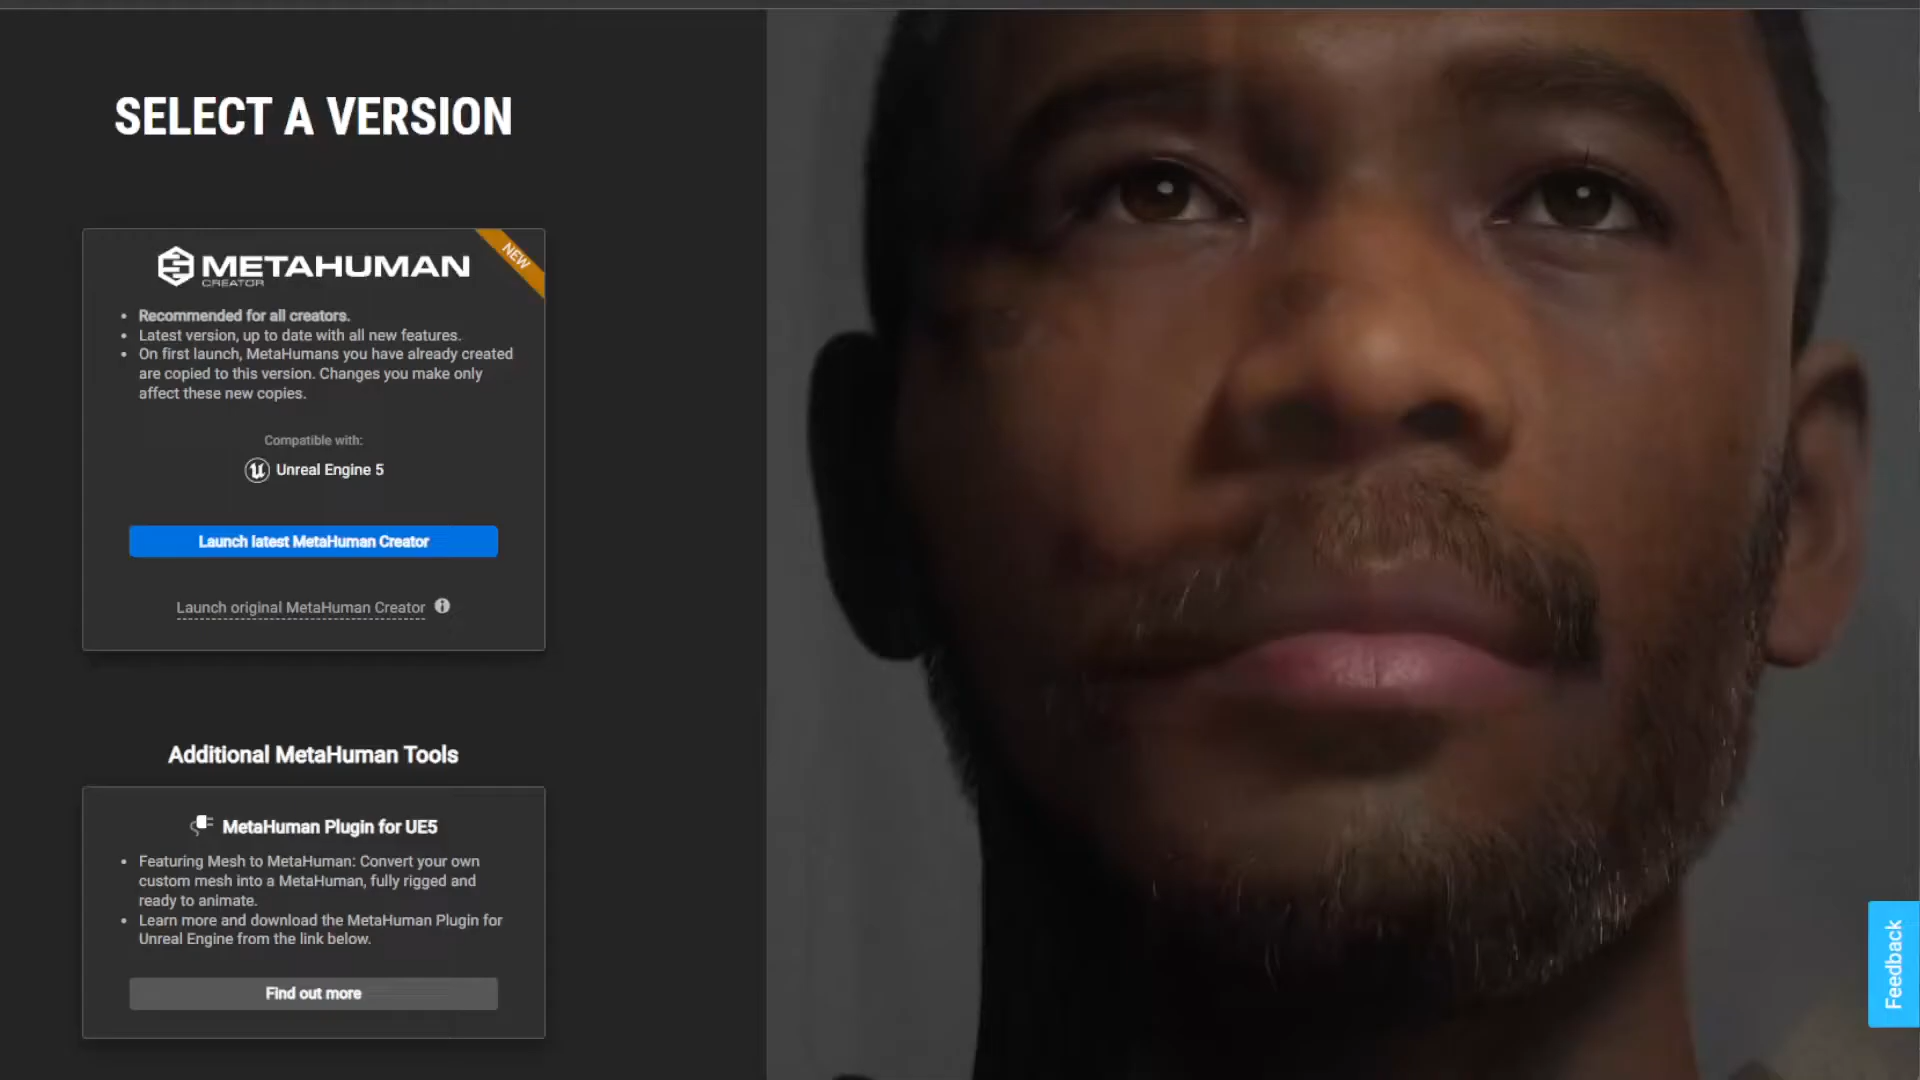 SELECT A VERSION
NEW
METAHUMAN
CREATOR
• Recommended for all creators.
• Latest version, up to date with all new features.
• On first launch, MetaHumans you have already created
are copied to this version. Changes you make only
affect these new copies.
Compatible with:
Unreal Engine 5
Launch latest MetaHuman Creator
Launch original MetaHuman Creator
Additional MetaHuman Tools
MetaHuman Plugin for UE5
• Featuring Mesh to MetaHuman: Convert your own
custom mesh into a MetaHuman, fully rigged and
ready to animate.
• Learn more and download the MetaHuman Plugin for
Unreal Engine from the link below.
Find out more
Feedback